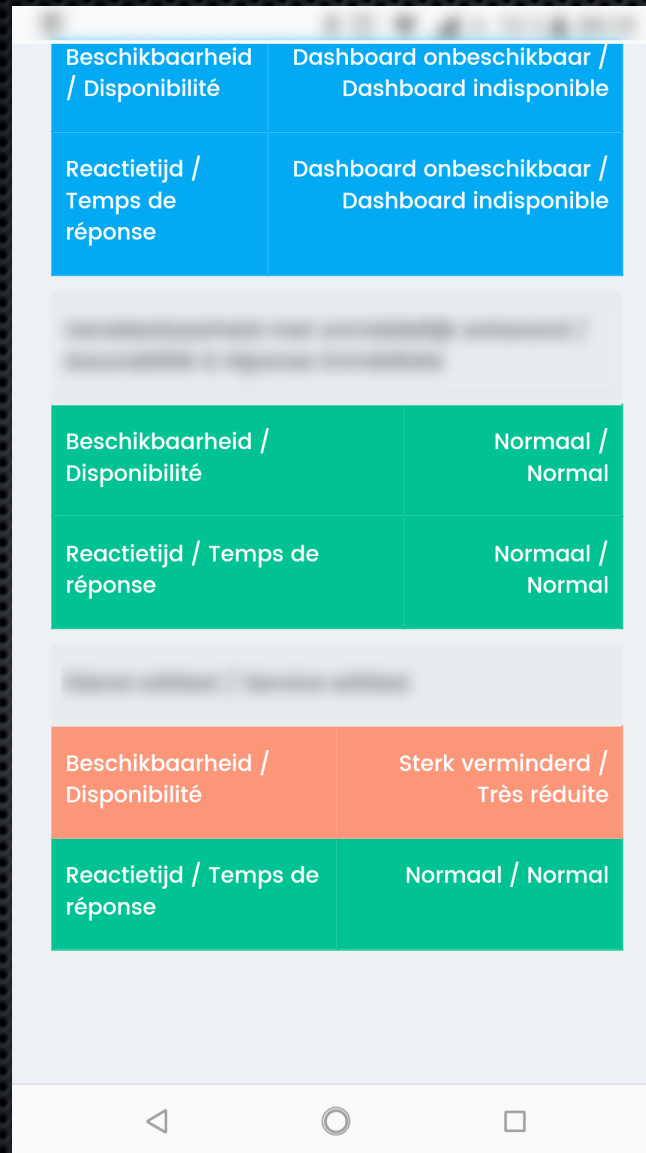 Beschikbaarheid
/ Disponibilité
Dashboard onbeschikbaar /
Dashboard indisponible
Reactietijd /
Temps de
réponse
Dashboard onbeschikbaar /
Dashboard indisponible
Beschikbaarheid /
Disponibilité
Normaal /
Normal
Reactietijd / Temps de
réponse
Normaal /
Normal
Beschikbaarheid /
Disponibilité
Sterk verminderd /
Très réduite
Reactietijd / Temps de
réponse
Normaal / Normal